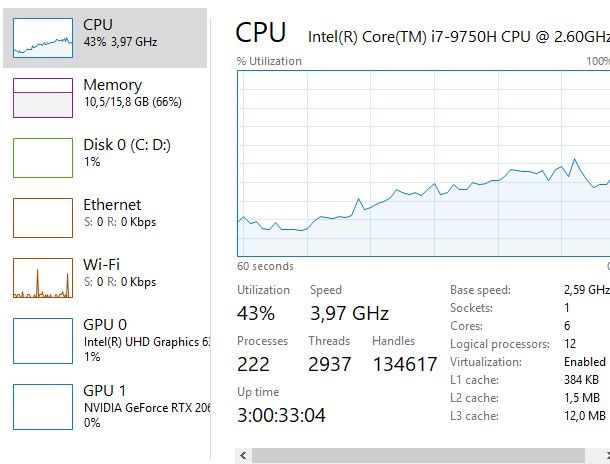 CPU
43% 3,97 GHz
Memory
10,5/15,8 GB (66%)
Disk 0 (C: D:)
1%
Ethernet
S: 0 R: 0 Kbps
Wi-Fi
S: 0 R: 0 Kbps
GPU 0
Intel(R) UHD Graphics 6
1%
GPU 1
NVIDIA GeForce RTX 20
0%
CPU
Intel(R) Core(TM) i7-9750H CPU @ 2.60GHz
% Utilization
100%
60 seconds
0
Utilization
Speed
43%
3,97 GHz
Processes
Threads
Handles
222
2937
134617
Up time
3:00:33:04
Base speed:
2,59 GHz
Sockets:
1
Cores:
6
Logical processors:
12
Virtualization:
Enabled
L1 cache:
384 KB
L2 cache:
1,5 MB
L3 cache:
12,0 MB